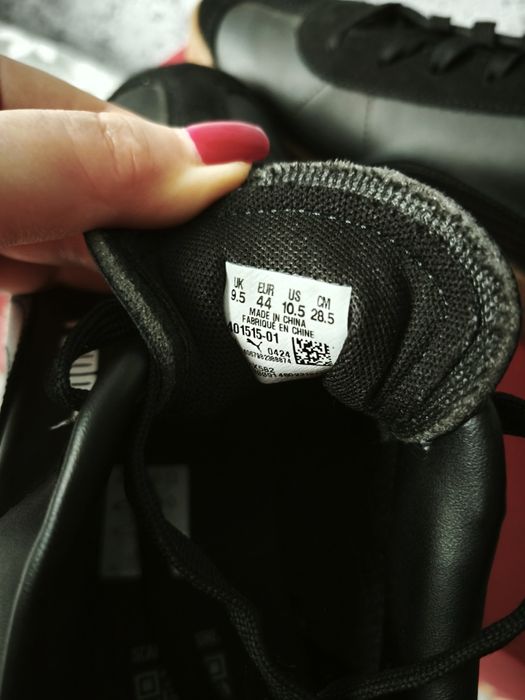 UK EUR US CM
9.5 44 10.5 28.5
MADE IN CHINA
FABRIQUÉ EN CHINE
401515-01
0424